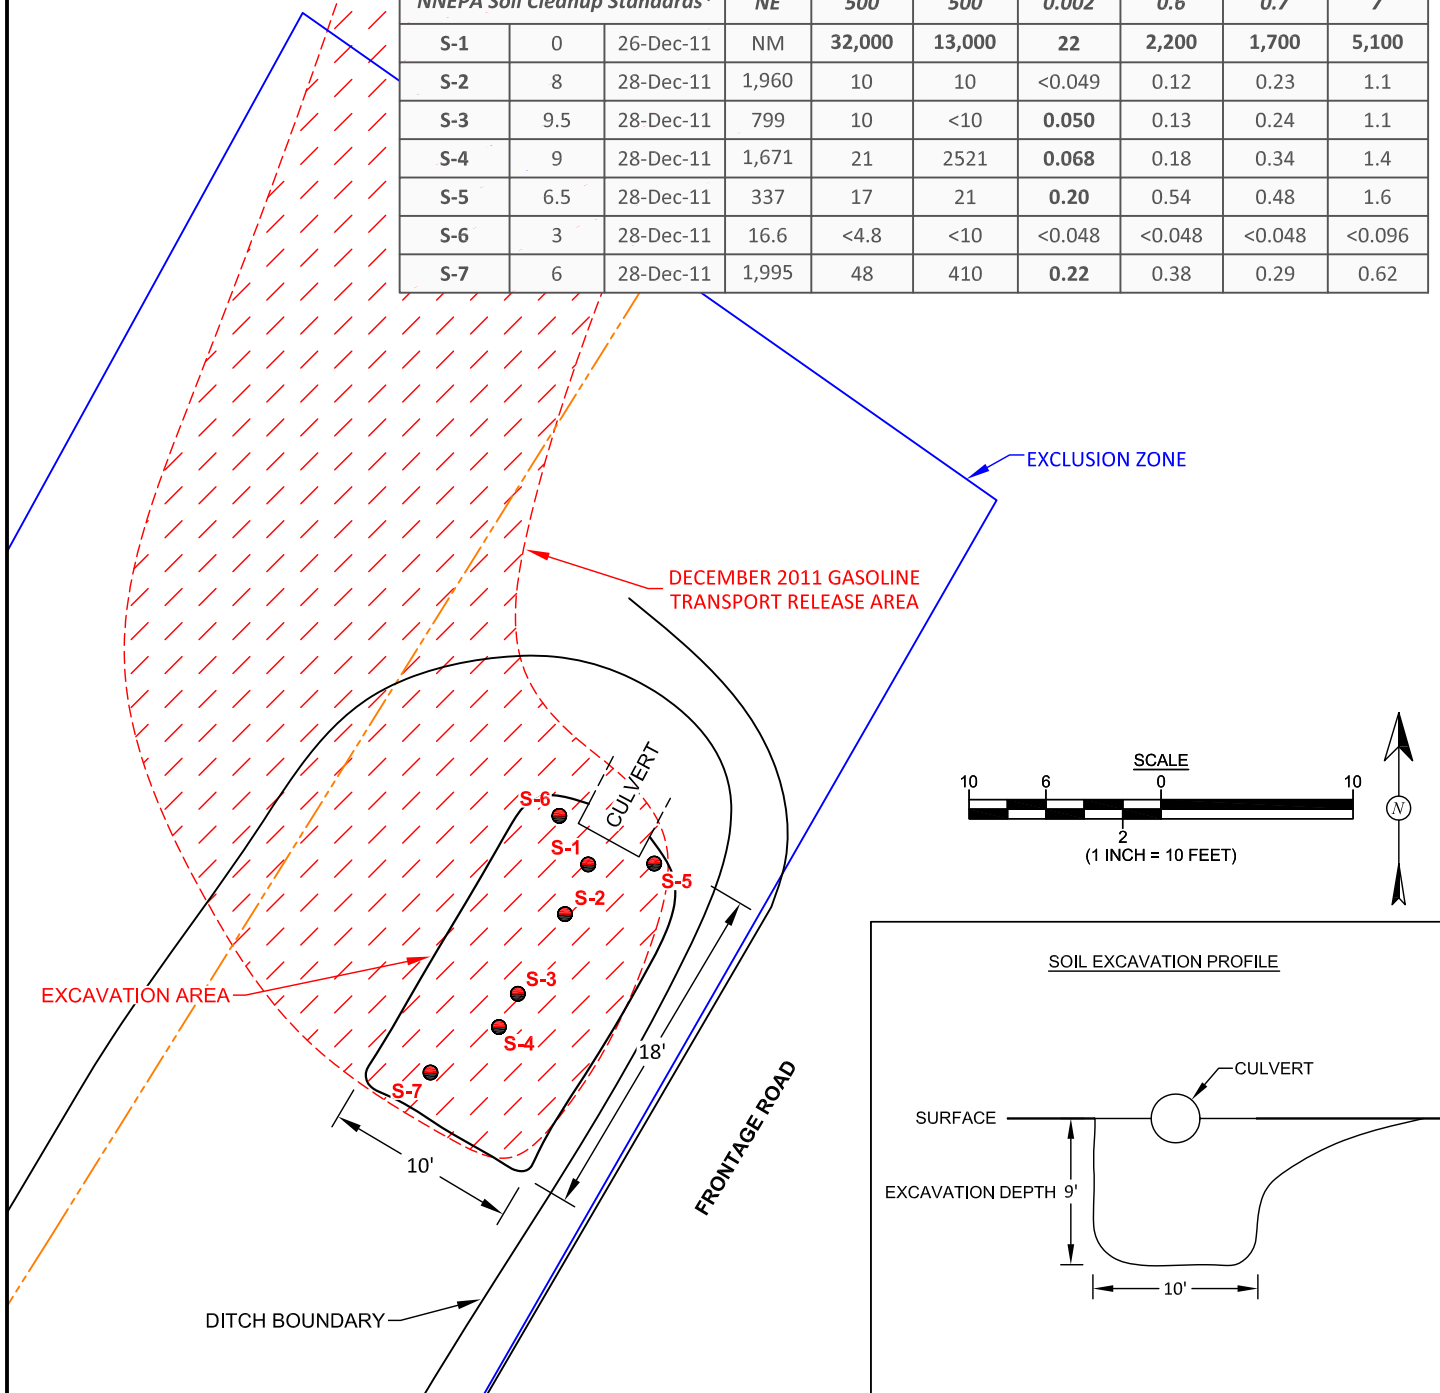 NNEPA Soil Cleanup Standards NE 500 500 0.002 0.6 0.7 7
S-1 0 26-Dec-11 NM 32,000 13,000 22 2,200 1,700 5,100
S-2 8 28-Dec-11 1,960 10 10 <0.049 0.12 0.23 1.1
S-3 9.5 28-Dec-11 799 10 <10 0.050 0.13 0.24 1.1
S-4 9 28-Dec-11 1,671 21 2521 0.068 0.18 0.34 1.4
S-5 6.5 28-Dec-11 337 17 21 0.20 0.54 0.48 1.6
S-6 3 28-Dec-11 16.6 <4.8 <10 <0.048 <0.048 <0.048 <0.096
S-7 6 28-Dec-11 1,995 48 410 0.22 0.38 0.29 0.62
EXCLUSION ZONE
DECEMBER 2011 GASOLINE
TRANSPORT RELEASE AREA
CULVERT
S-6
S-1
S-5
S-2
S-3
S-4
S-7
EXCAVATION AREA
18'
10'
FRONTAGE ROAD
DITCH BOUNDARY
SCALE
10 6 0 10
2
(1 INCH = 10 FEET)
N
SOIL EXCAVATION PROFILE
CULVERT
SURFACE
EXCAVATION DEPTH 9'
10'